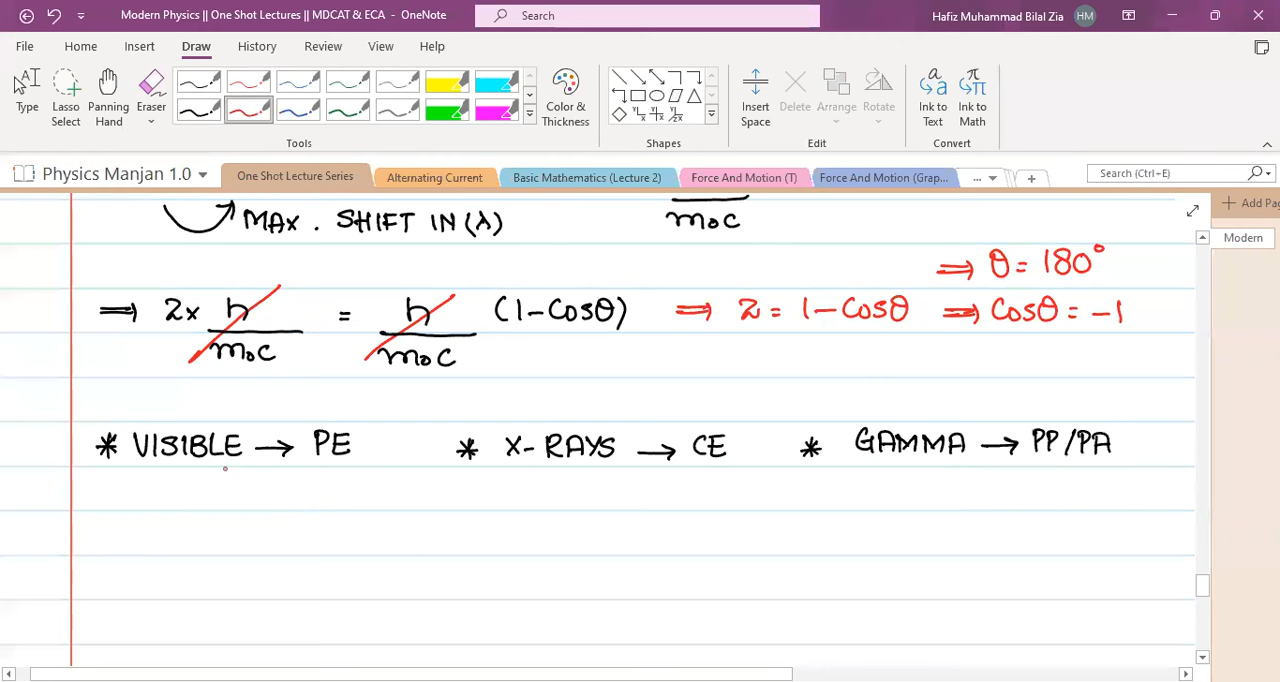 Modern Physics || One Shot Lectures || MDCAT & ECA - OneNote
Search
Hafiz Muhammad Bilal Zia HM
File Home Insert Draw History Review View Help
Type Lasso Select Panning Hand Eraser
Color & Thickness
Insert Space Delete Arrange Rotate
Ink to Text Ink to Math
Tools Shapes Edit Convert
Physics Manjan 1.0 One Shot Lecture Series Alternating Current Basic Mathematics (Lecture 2) Force And Motion (T) Force And Motion (Grap... ... Search (Ctrl+E)
Add Pag
Modern
MAX. SHIFT IN (λ) m₀c
⇒ θ = 180°
⇒ 2x h/m₀c = h/m₀c (1-Cosθ) ⇒ 2 = 1-Cosθ ⇒ Cosθ = -1
* VISIBLE → PE * X-RAYS → CE * GAMMA → PP/PA